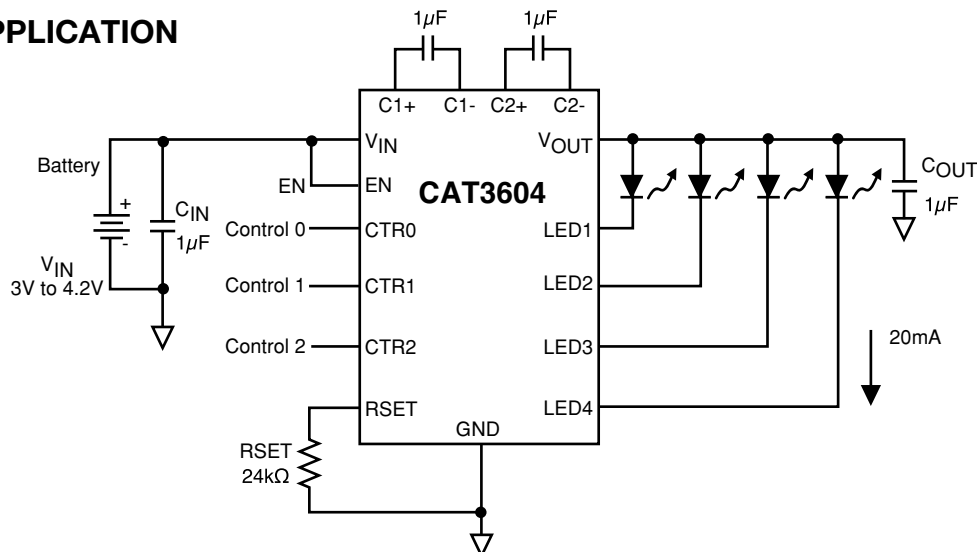 PPLICATION
1µF
1µF
C1+
C1-
C2+
C2-
VIN
VOUT
Battery
EN
EN
CAT3604
COUT
1µF
+
-
CIN
1µF
Control 0
CTR0
LED1
VIN
3V to 4.2V
Control 1
CTR1
LED2
Control 2
CTR2
LED3
20mA
RSET
LED4
GND
RSET
24kΩ